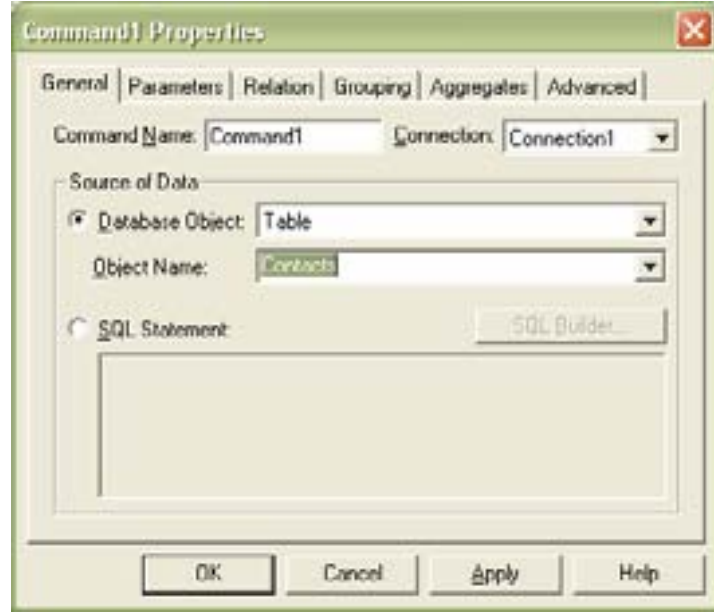 Command1 Properties
General Parameters Relation Grouping Aggregates Advanced
Command Name: Command1 Connection: Connection1
Source of Data
Database Object: Table
Object Name: Contacts
SQL Statement: SQL Builder...
OK Cancel Apply Help